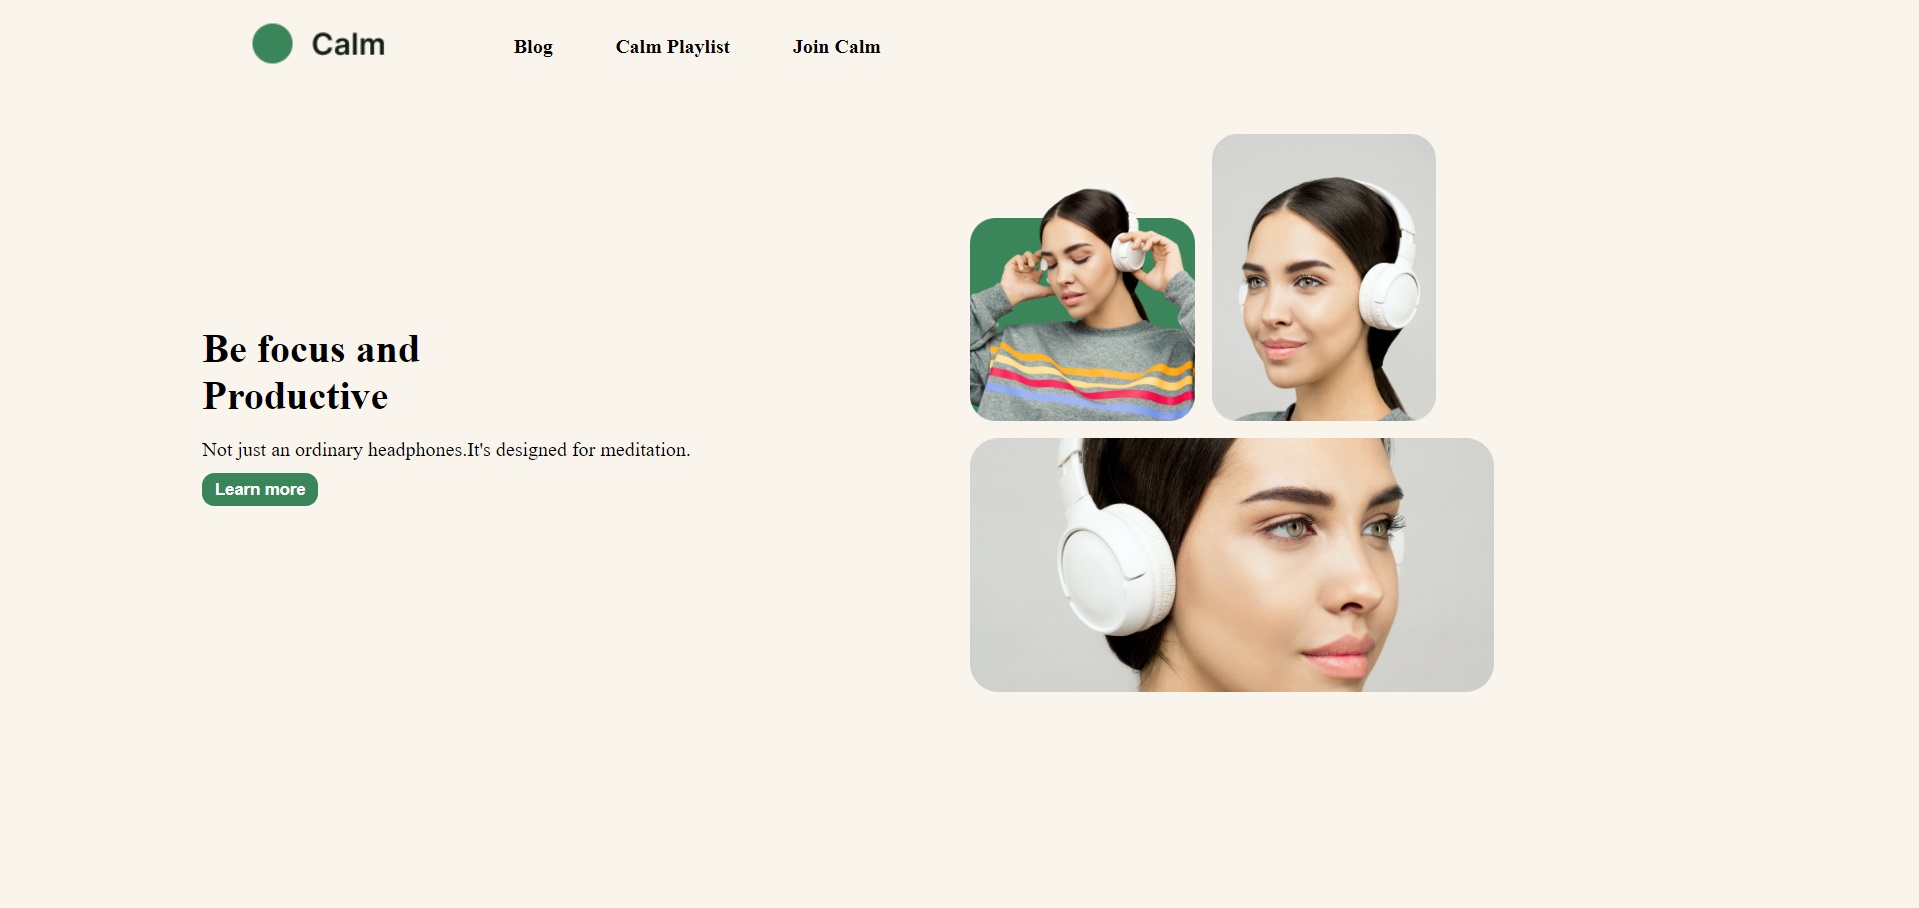 Calm
Blog
Calm Playlist
Join Calm
Be focus and
Productive
Not just an ordinary headphones.It's designed for meditation.
Learn more